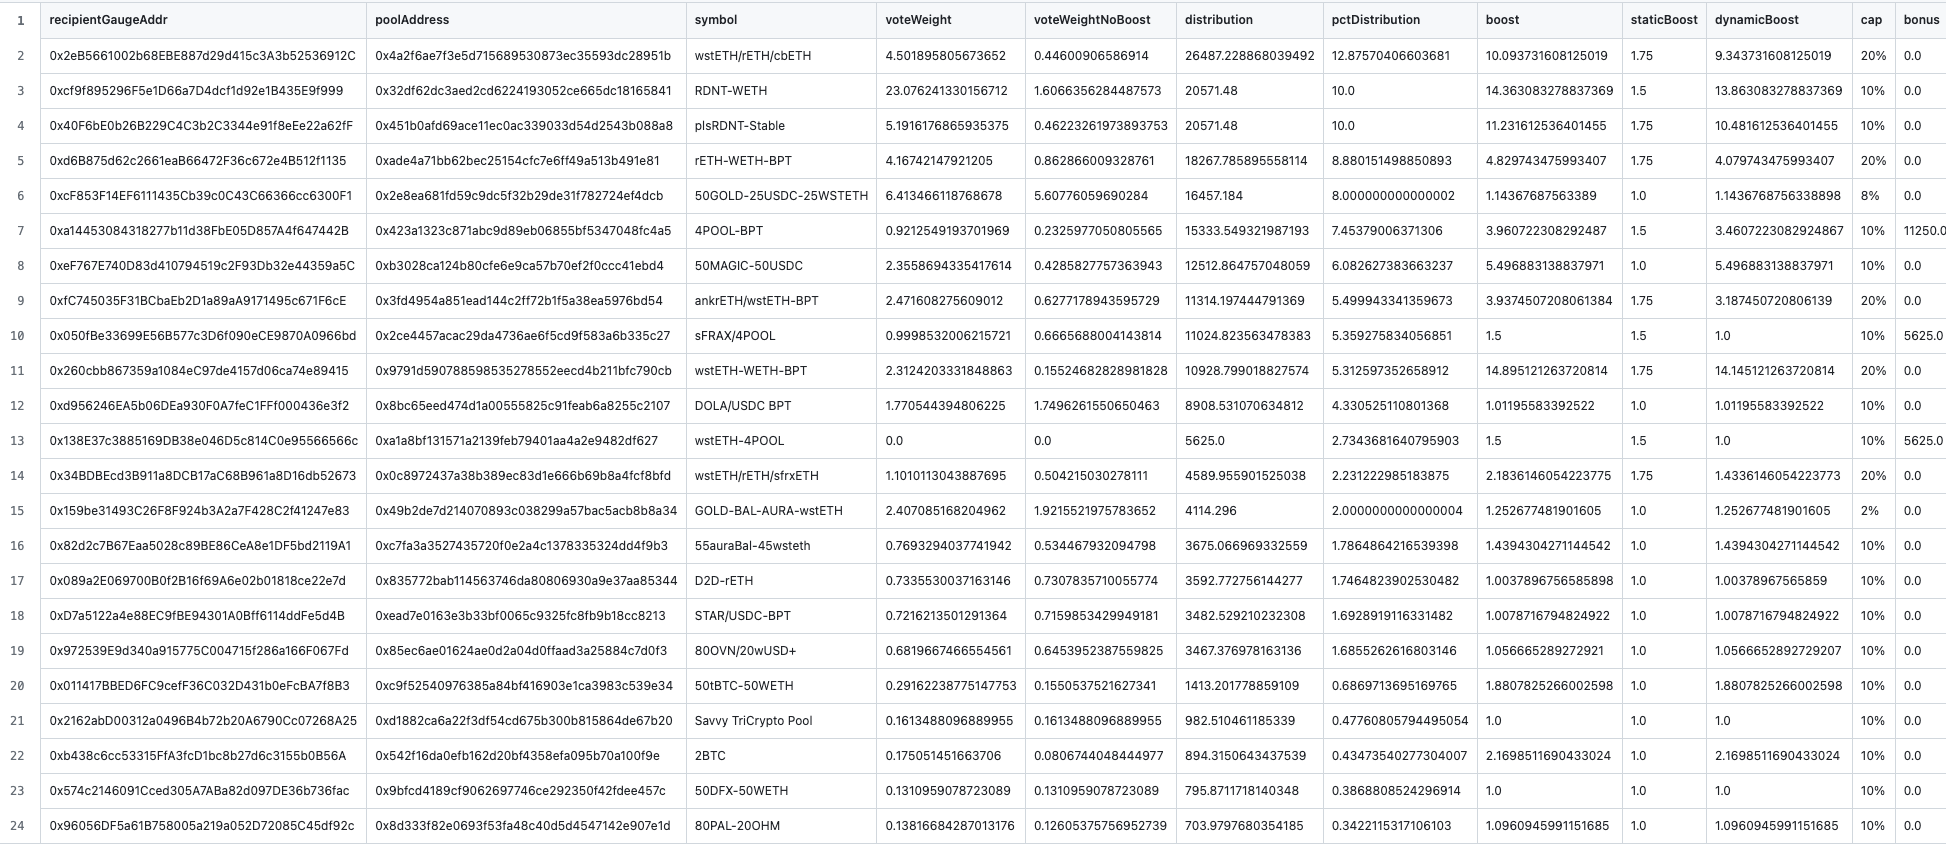 1 recipientGaugeAddr poolAddress symbol voteWeight voteWeightNoBoost distribution pctDistribution boost staticBoost dynamicBoost cap bonus
2 0x2eB5661002b68EBE887d29d415c3A3b52536912C 0x4a2f6ae7f3e5d715689530873ec35593dc28951b wstETH/rETH/cbETH 4.501895805673652 0.44600906586914 26487.228868039492 12.87570406603681 10.093731608125019 1.75 9.343731608125019 20% 0.0
3 0xcf9f895296F5e1D66a7D4dcf1d92e1B435E9f999 0x32df62dc3aed2cd6224193052ce665dc18165841 RDNT-WETH 23.076241330156712 1.6066356284487573 20571.48 10.0 14.363083278837369 1.5 13.863083278837369 10% 0.0
4 0x40F6bE0b26B229C4C3b2C3344e91f8eEe22a62fF 0x451b0afd69ace11ec0ac339033d54d2543b088a8 plsRDNT-Stable 5.1916176865935375 0.46223261973893753 20571.48 10.0 11.231612536401455 1.75 10.481612536401455 10% 0.0
5 0xd6B875d62c2661eaB66472F36c672e4B512f1135 0xade4a71bb62bec25154cfc7e6ff49a513b491e81 rETH-WETH-BPT 4.16742147921205 0.862866009328761 18267.785895558114 8.880151498850893 4.829743475993407 1.75 4.079743475993407 20% 0.0
6 0xcF853F14EF6111435Cb39c0C43C66366cc6300F1 0x2e8ea681fd59c9dc5f32b29de31f782724ef4dcb 50GOLD-25USDC-25WSTETH 6.413466118768678 5.60776059690284 16457.184 8.000000000000002 1.14367687563389 1.0 1.1436768756338898 8% 0.0
7 0xa14453084318277b11d38FbE05D857A4f647442B 0x423a1323c871abc9d89eb06855bf5347048fc4a5 4POOL-BPT 0.9212549193701969 0.2325977050805565 15333.549321987193 7.45379006371306 3.960722308292487 1.5 3.4607223082924867 10% 11250.0
8 0xeF767E740D83d410794519c2F93Db32e44359a5C 0xb3028ca124b80cfe6e9ca57b70ef2f0ccc41ebd4 50MAGIC-50USDC 2.3558694335417614 0.4285827757363943 12512.864757048059 6.082627383663237 5.496883138837971 1.0 5.496883138837971 10% 0.0
9 0xfC745035F31BCbaEb2D1a89aA9171495c671F6cE 0x3fd4954a851ead144c2ff72b1f5a38ea5976bd54 ankrETH/wstETH-BPT 2.471608275609012 0.6277178943595729 11314.197444791369 5.499943341359673 3.9374507208061384 1.75 3.187450720806139 20% 0.0
10 0x050fBe33699E56B577c3D6f090eCE9870A0966bd 0x2ce4457acac29da4736ae6f5cd9f583a6b335c27 sFRAX/4POOL 0.9998532006215721 0.6665688004143814 11024.823563478383 5.359275834056851 1.5 1.5 1.0 10% 5625.0
11 0x260cbb867359a1084eC97de4157d06ca74e89415 0x9791d590788598535278552eecd4b211bfc790cb wstETH-WETH-BPT 2.3124203331848863 0.15524682828981828 10928.799018827574 5.312597352658912 14.895121263720814 1.75 14.145121263720814 20% 0.0
12 0xd956246EA5b06DEa930F0A7feC1FFf000436e3f2 0x8bc65eed474d1a00555825c91feab6a8255c2107 DOLA/USDC BPT 1.770544394806225 1.7496261550650463 8908.531070634812 4.330525110801368 1.01195583392522 1.0 1.01195583392522 10% 0.0
13 0x138E37c3885169DB38e046D5c814C0e95566566c 0xa1a8bf131571a2139feb79401aa4a2e9482df627 wstETH-4POOL 0.0 0.0 5625.0 2.7343681640795903 1.5 1.5 1.0 10% 5625.0
14 0x34BDBEcd3B911a8DCB17aC68B961a8D16db52673 0x0c8972437a38b389ec83d1e666b69b8a4fcf8bfd wstETH/rETH/sfrxETH 1.1010113043887695 0.504215030278111 4589.955901525038 2.231222985183875 2.1836146054223775 1.75 1.4336146054223773 20% 0.0
15 0x159be31493C26F8F924b3A2a7F428C2f41247e83 0x49b2de7d214070893c038299a57bac5acb8b8a34 GOLD-BAL-AURA-wstETH 2.407085168204962 1.9215521975783652 4114.296 2.0000000000000004 1.252677481901605 1.0 1.252677481901605 2% 0.0
16 0x82d2c7B67Eaa5028c89BE86CeA8e1DF5bd2119A1 0xc7fa3a3527435720f0e2a4c1378335324dd4f9b3 55auraBal-45wsteth 0.7693294037741942 0.534467932094798 3675.066969332559 1.7864864216539398 1.4394304271144542 1.0 1.4394304271144542 10% 0.0
17 0x089a2E069700B0f2B16f69A6e02b01818ce22e7d 0x835772bab114563746da80806930a9e37aa85344 D2D-rETH 0.7335530037163146 0.7307835710055774 3592.772756144277 1.7464823902530482 1.0037896756585898 1.0 1.00378967565859 10% 0.0
18 0xD7a5122a4e88EC9fBE94301A0Bff6114ddFe5d4B 0xead7e0163e3b33bf0065c9325fc8fb9b18cc8213 STAR/USDC-BPT 0.7216213501291364 0.7159853429949181 3482.529210232308 1.6928919116331482 1.0078716794824922 1.0 1.0078716794824922 10% 0.0
19 0x972539E9d340a915775C004715f286a166F067Fd 0x85ec6ae01624ae0d2a04d0ffaad3a25884c7d0f3 80OVN/20wUSD+ 0.6819667466554561 0.6453952387559825 3467.376978163136 1.6855262616803146 1.056665289272921 1.0 1.0566652892729207 10% 0.0
20 0x011417BBED6FC9cefF36C032D431b0eFcBA7f8B3 0xc9f52540976385a84bf416903e1ca3983c539e34 50tBTC-50WETH 0.29162238775147753 0.1550537521627341 1413.201778859109 0.6869713695169765 1.8807825266002598 1.0 1.8807825266002598 10% 0.0
21 0x2162abD00312a0496B4b72b20A6790Cc07268A25 0xd1882ca6a22f3df54cd675b300b815864de67b20 Savvy TriCrypto Pool 0.1613488096889955 0.1613488096889955 982.510461185339 0.47760805794495054 1.0 1.0 1.0 10% 0.0
22 0xb438c6cc53315FfA3fcD1bc8b27d6c3155b0B56A 0x542f16da0efb162d20bf4358efa095b70a100f9e 2BTC 0.175051451663706 0.0806744048444977 894.3150643437539 0.43473540277304007 2.1698511690433024 1.0 2.1698511690433024 10% 0.0
23 0x574c2146091Cced305A7ABa82d097DE36b736fac 0x9bfcd4189cf9062697746ce292350f42fdee457c 50DFX-50WETH 0.1310959078723089 0.1310959078723089 795.8711718140348 0.3868808524296914 1.0 1.0 1.0 10% 0.0
24 0x96056DF5a61B758005a219a052D72085C45df92c 0x8d333f82e0693f53fa48c40d5d4547142e907e1d 80PAL-20OHM 0.13816684287013176 0.12605375756952739 703.9797680354185 0.3422115317106103 1.0960945991151685 1.0 1.0960945991151685 10% 0.0